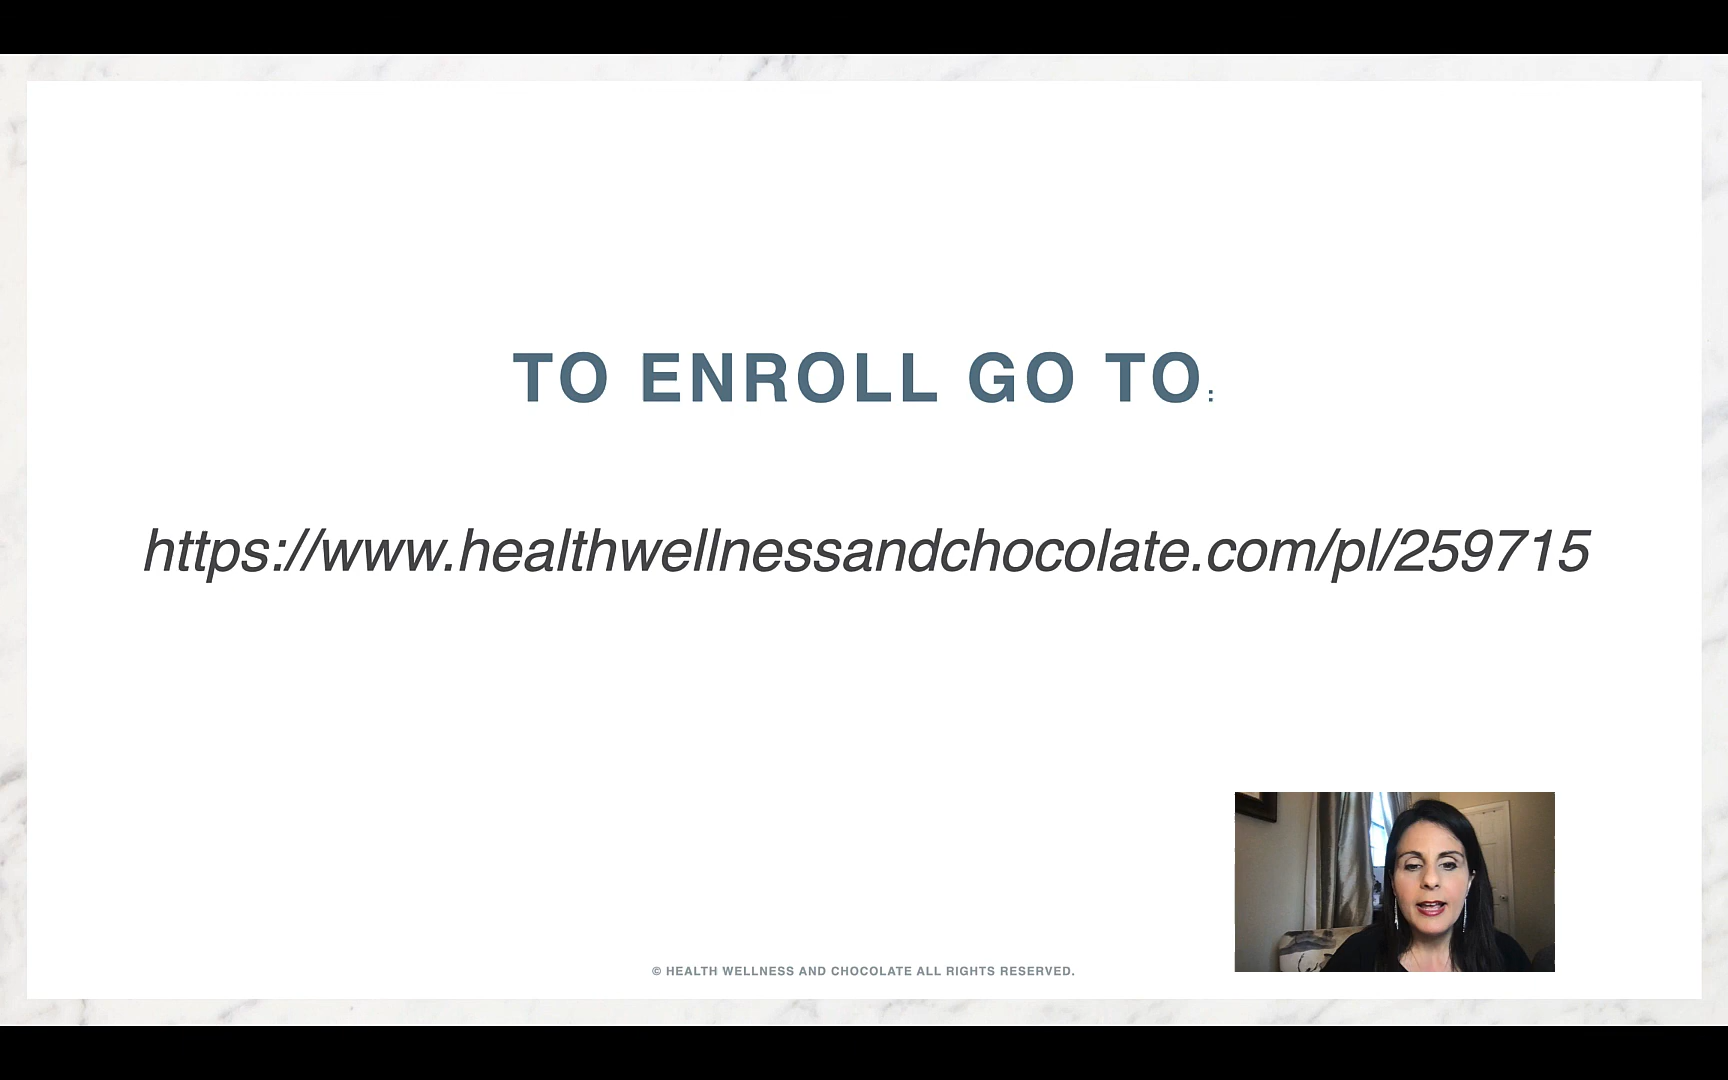 TO ENROLL GO TO:
https://www.healthwellnessandchocolate.com/pl/259715
© HEALTH WELLNESS AND CHOCOLATE ALL RIGHTS RESERVED.